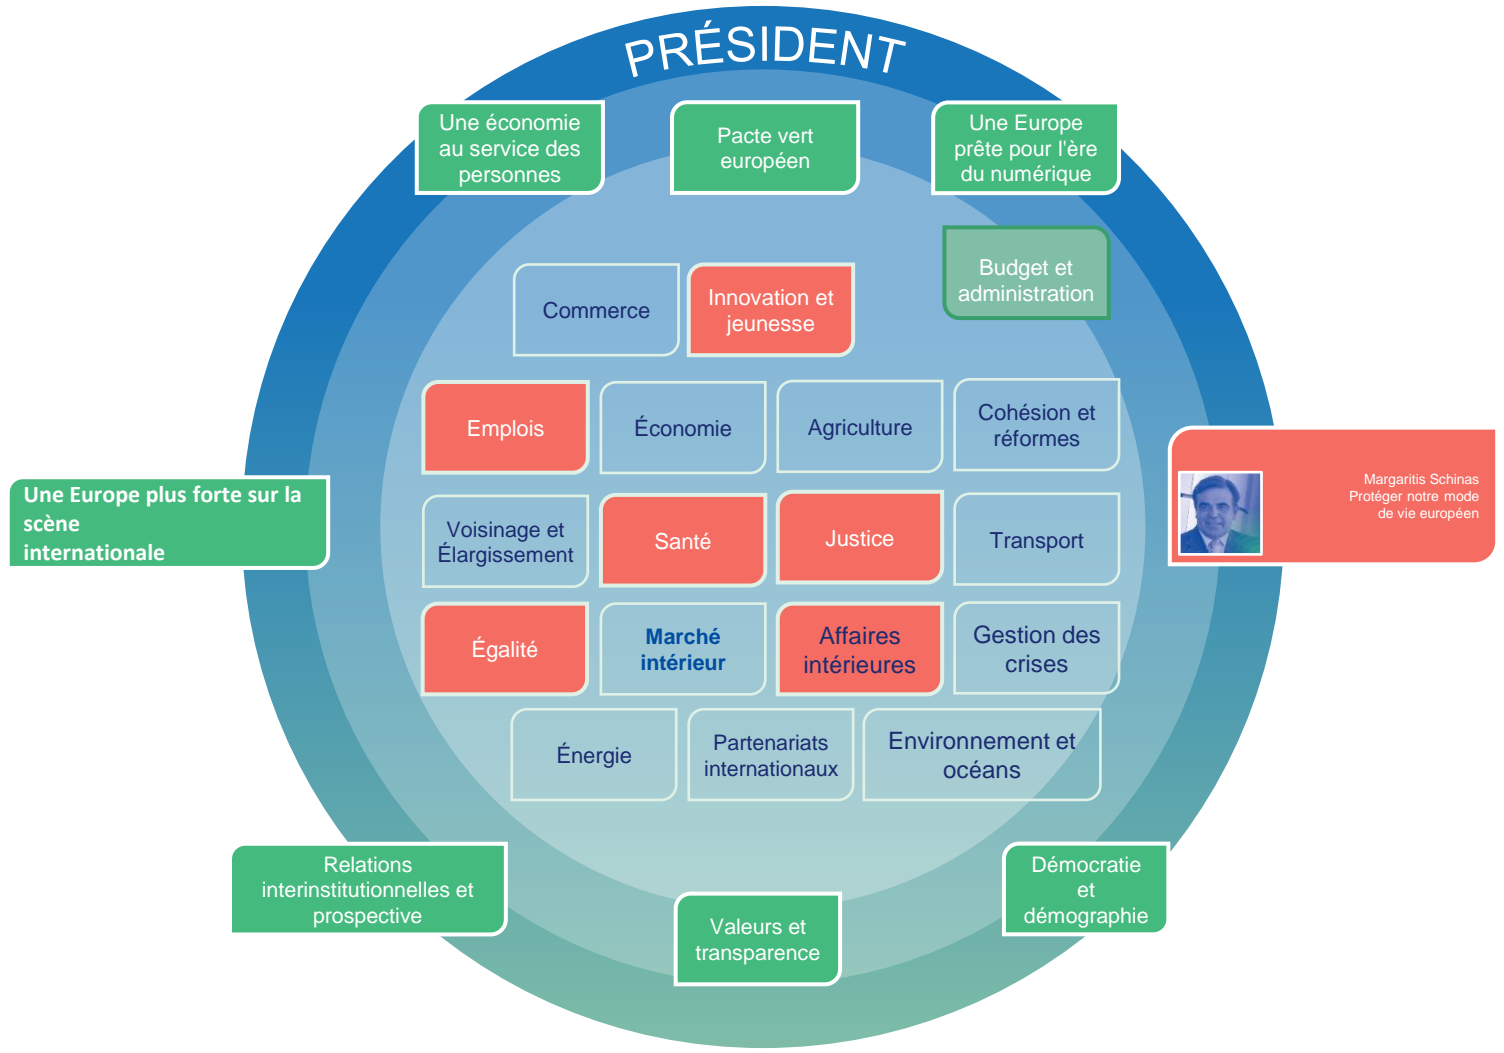 PRÉSIDENT
Une économie
au service des
personnes
Pacte vert
européen
Une Europe
prête pour l'ère
du numérique
Budget et
administration
Commerce
Innovation et
jeunesse
Emplois
Économie
Agriculture
Cohésion et
réformes
Margaritis Schinas
Protéger notre mode
de vie européen
Une Europe plus forte sur la
scène
internationale
Voisinage et
Élargissement
Santé
Justice
Transport
Égalité
Marché
intérieur
Affaires
intérieures
Gestion des
crises
Énergie
Partenariats
internationaux
Environnement et
océans
Relations
interinstitutionnelles et
prospective
Valeurs et
transparence
Démocratie
et
démographie